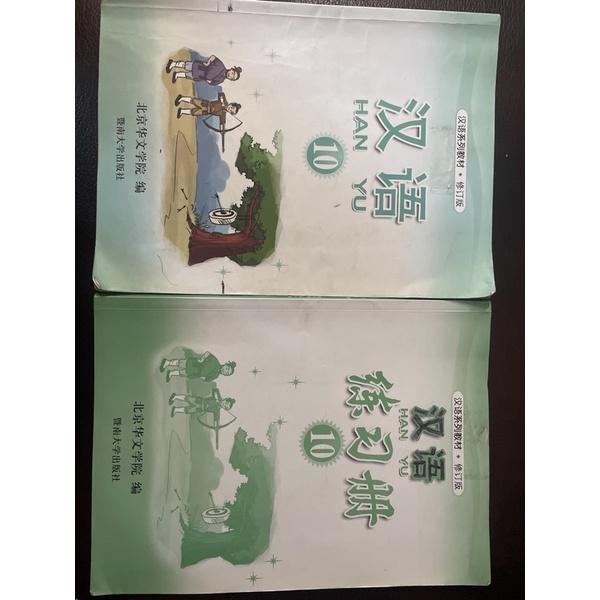 汉语系列教材·修订版
汉语
HAN YU
10
北京华文学院 编
暨南大学出版社
汉语系列教材·修订版
汉语
HAN YU
练习册
10
北京华文学院 编
暨南大学出版社